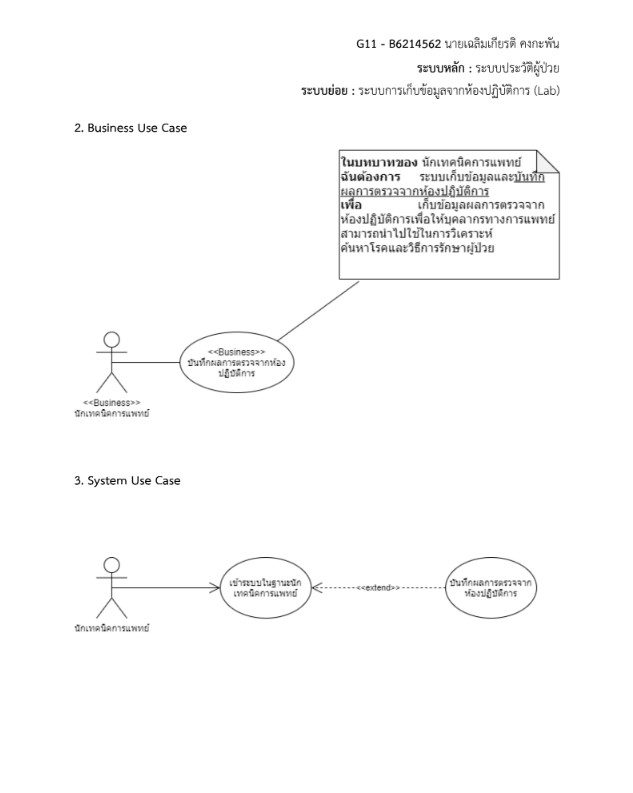 G11 - B6214562 นายเฉลิมเกียรติ คงกะพัน
ระบบหลัก : ระบบประวัติผู้ป่วย
ระบบย่อย : ระบบการเก็บข้อมูลจากห้องปฏิบัติการ (Lab)
2. Business Use Case
ในบทบาทของ นักเทคนิคการแพทย์
ฉันต้องการ ระบบเก็บข้อมูลและบันทึก
ผลการตรวจจากห้องปฏิบัติการ
เพื่อ เก็บข้อมูลผลการตรวจจาก
ห้องปฏิบัติการเพื่อให้บุคลากรทางการแพทย์
สามารถนำไปใช้ในการวิเคราะห์
ค้นหาโรคและวิธีการรักษาผู้ป่วย
<<Business>>
บันทึกผลการตรวจจากห้อง
ปฏิบัติการ
<<Business>>
นักเทคนิคการแพทย์
3. System Use Case
เข้าระบบในฐานะนัก
เทคนิคการแพทย์
<<extend>>
บันทึกผลการตรวจจาก
ห้องปฏิบัติการ
นักเทคนิคการแพทย์